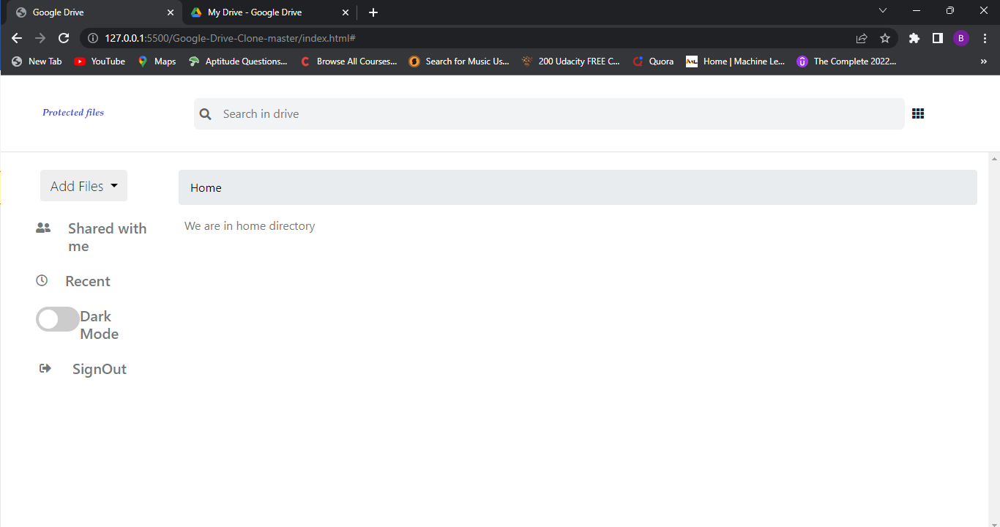 Google Drive
My Drive - Google Drive
127.0.0.1:5500/Google-Drive-Clone-master/index.html#
B
New Tab
YouTube
Maps
Aptitude Questions...
Browse All Courses...
Search for Music Us...
200 Udacity FREE C...
Quora
Home | Machine Le...
The Complete 2022...
»
Protected files
Search in drive
Add Files
Home
Shared with
me
We are in home directory
Recent
Dark
Mode
SignOut